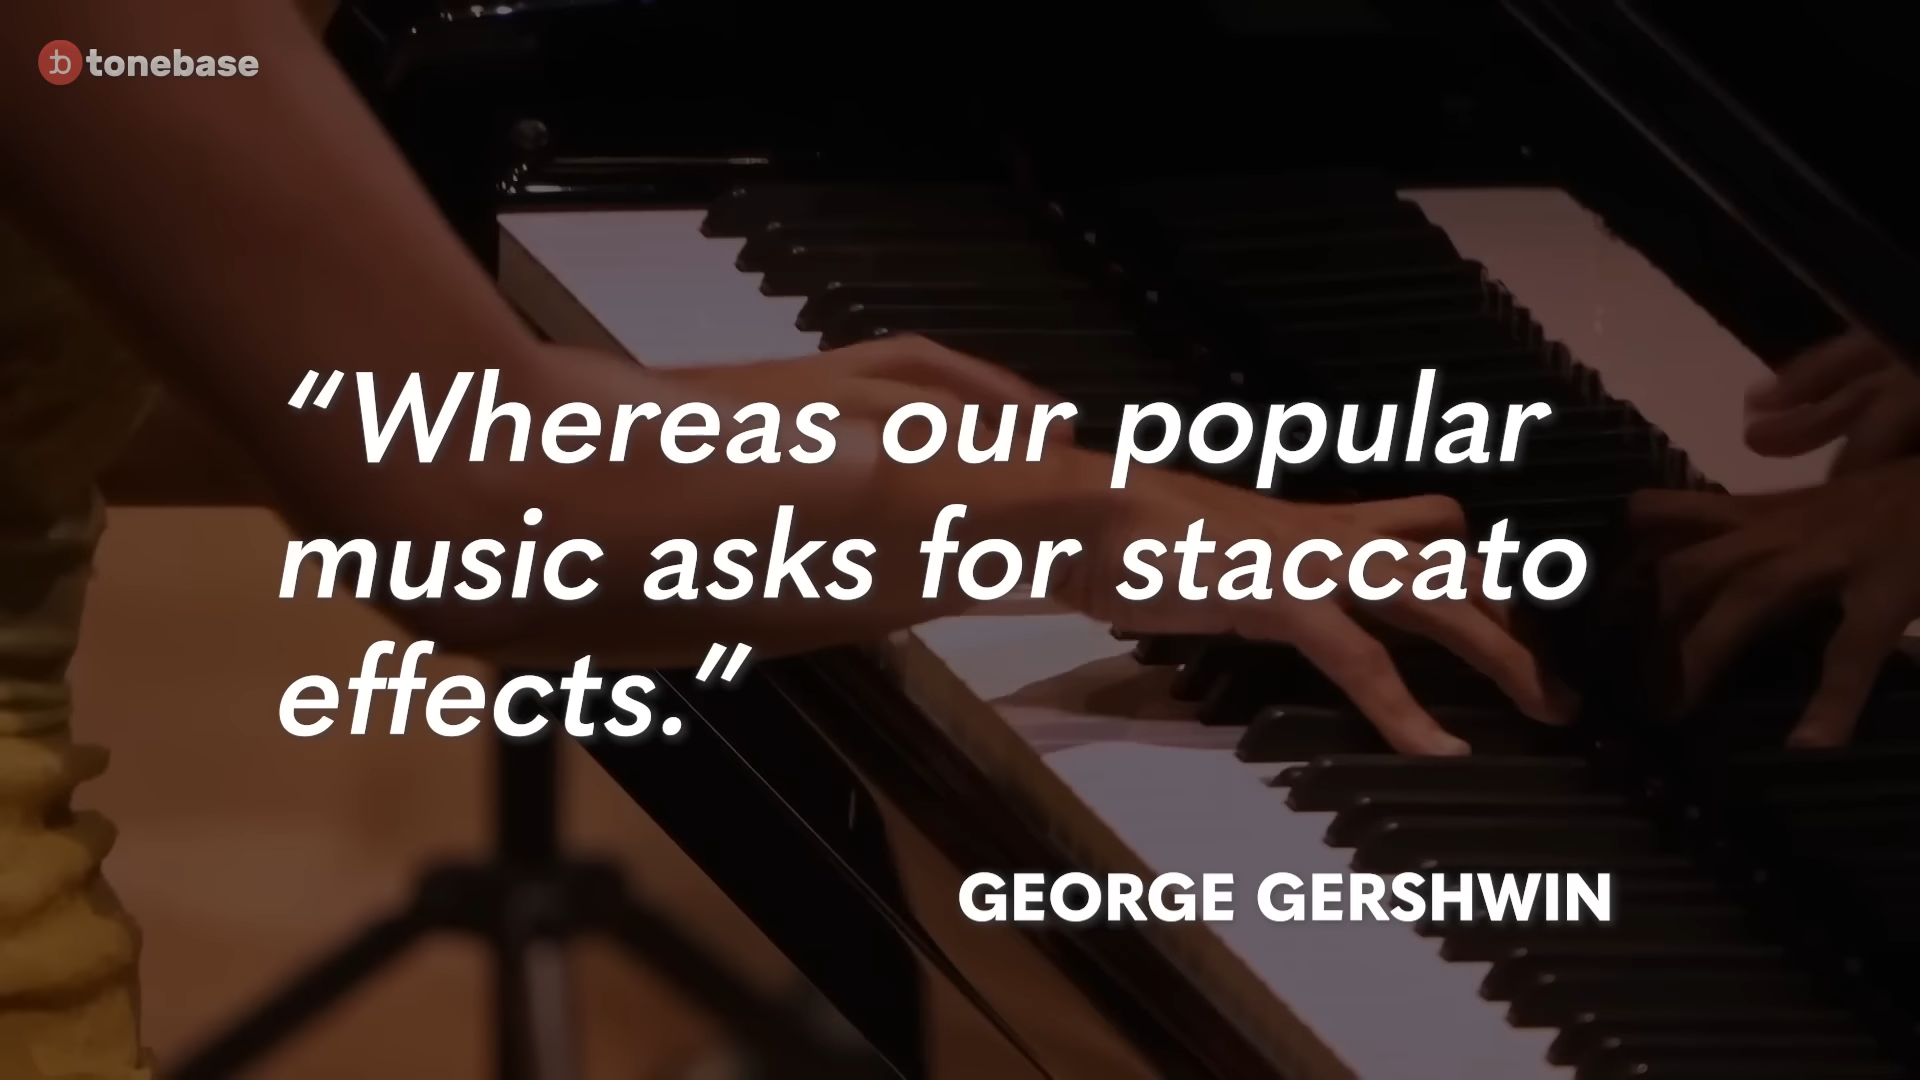 tonebase
“Whereas our popular
music asks for staccato
effects.”
GEORGE GERSHWIN